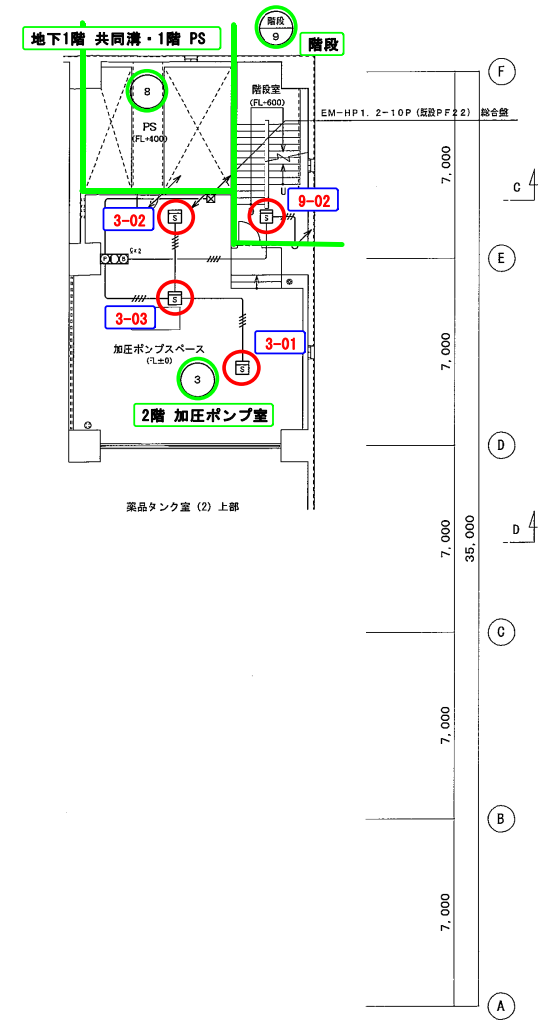 階段
9
階段
地下1階 共同溝・1階 PS
8
PS
(FL+400)
階段室
(FL-600)
EM-HP1.2-10P (既設PF22) 総合盤
U
3-02
S
9-02
S
P
B
3-03
S
3-01
S
加圧ポンプスペース
(FL±0)
3
2階 加圧ポンプ室
薬品タンク室 (2) 上部
F
7,000
C
E
7,000
D
7,000
35,000
D
C
7,000
B
7,000
A